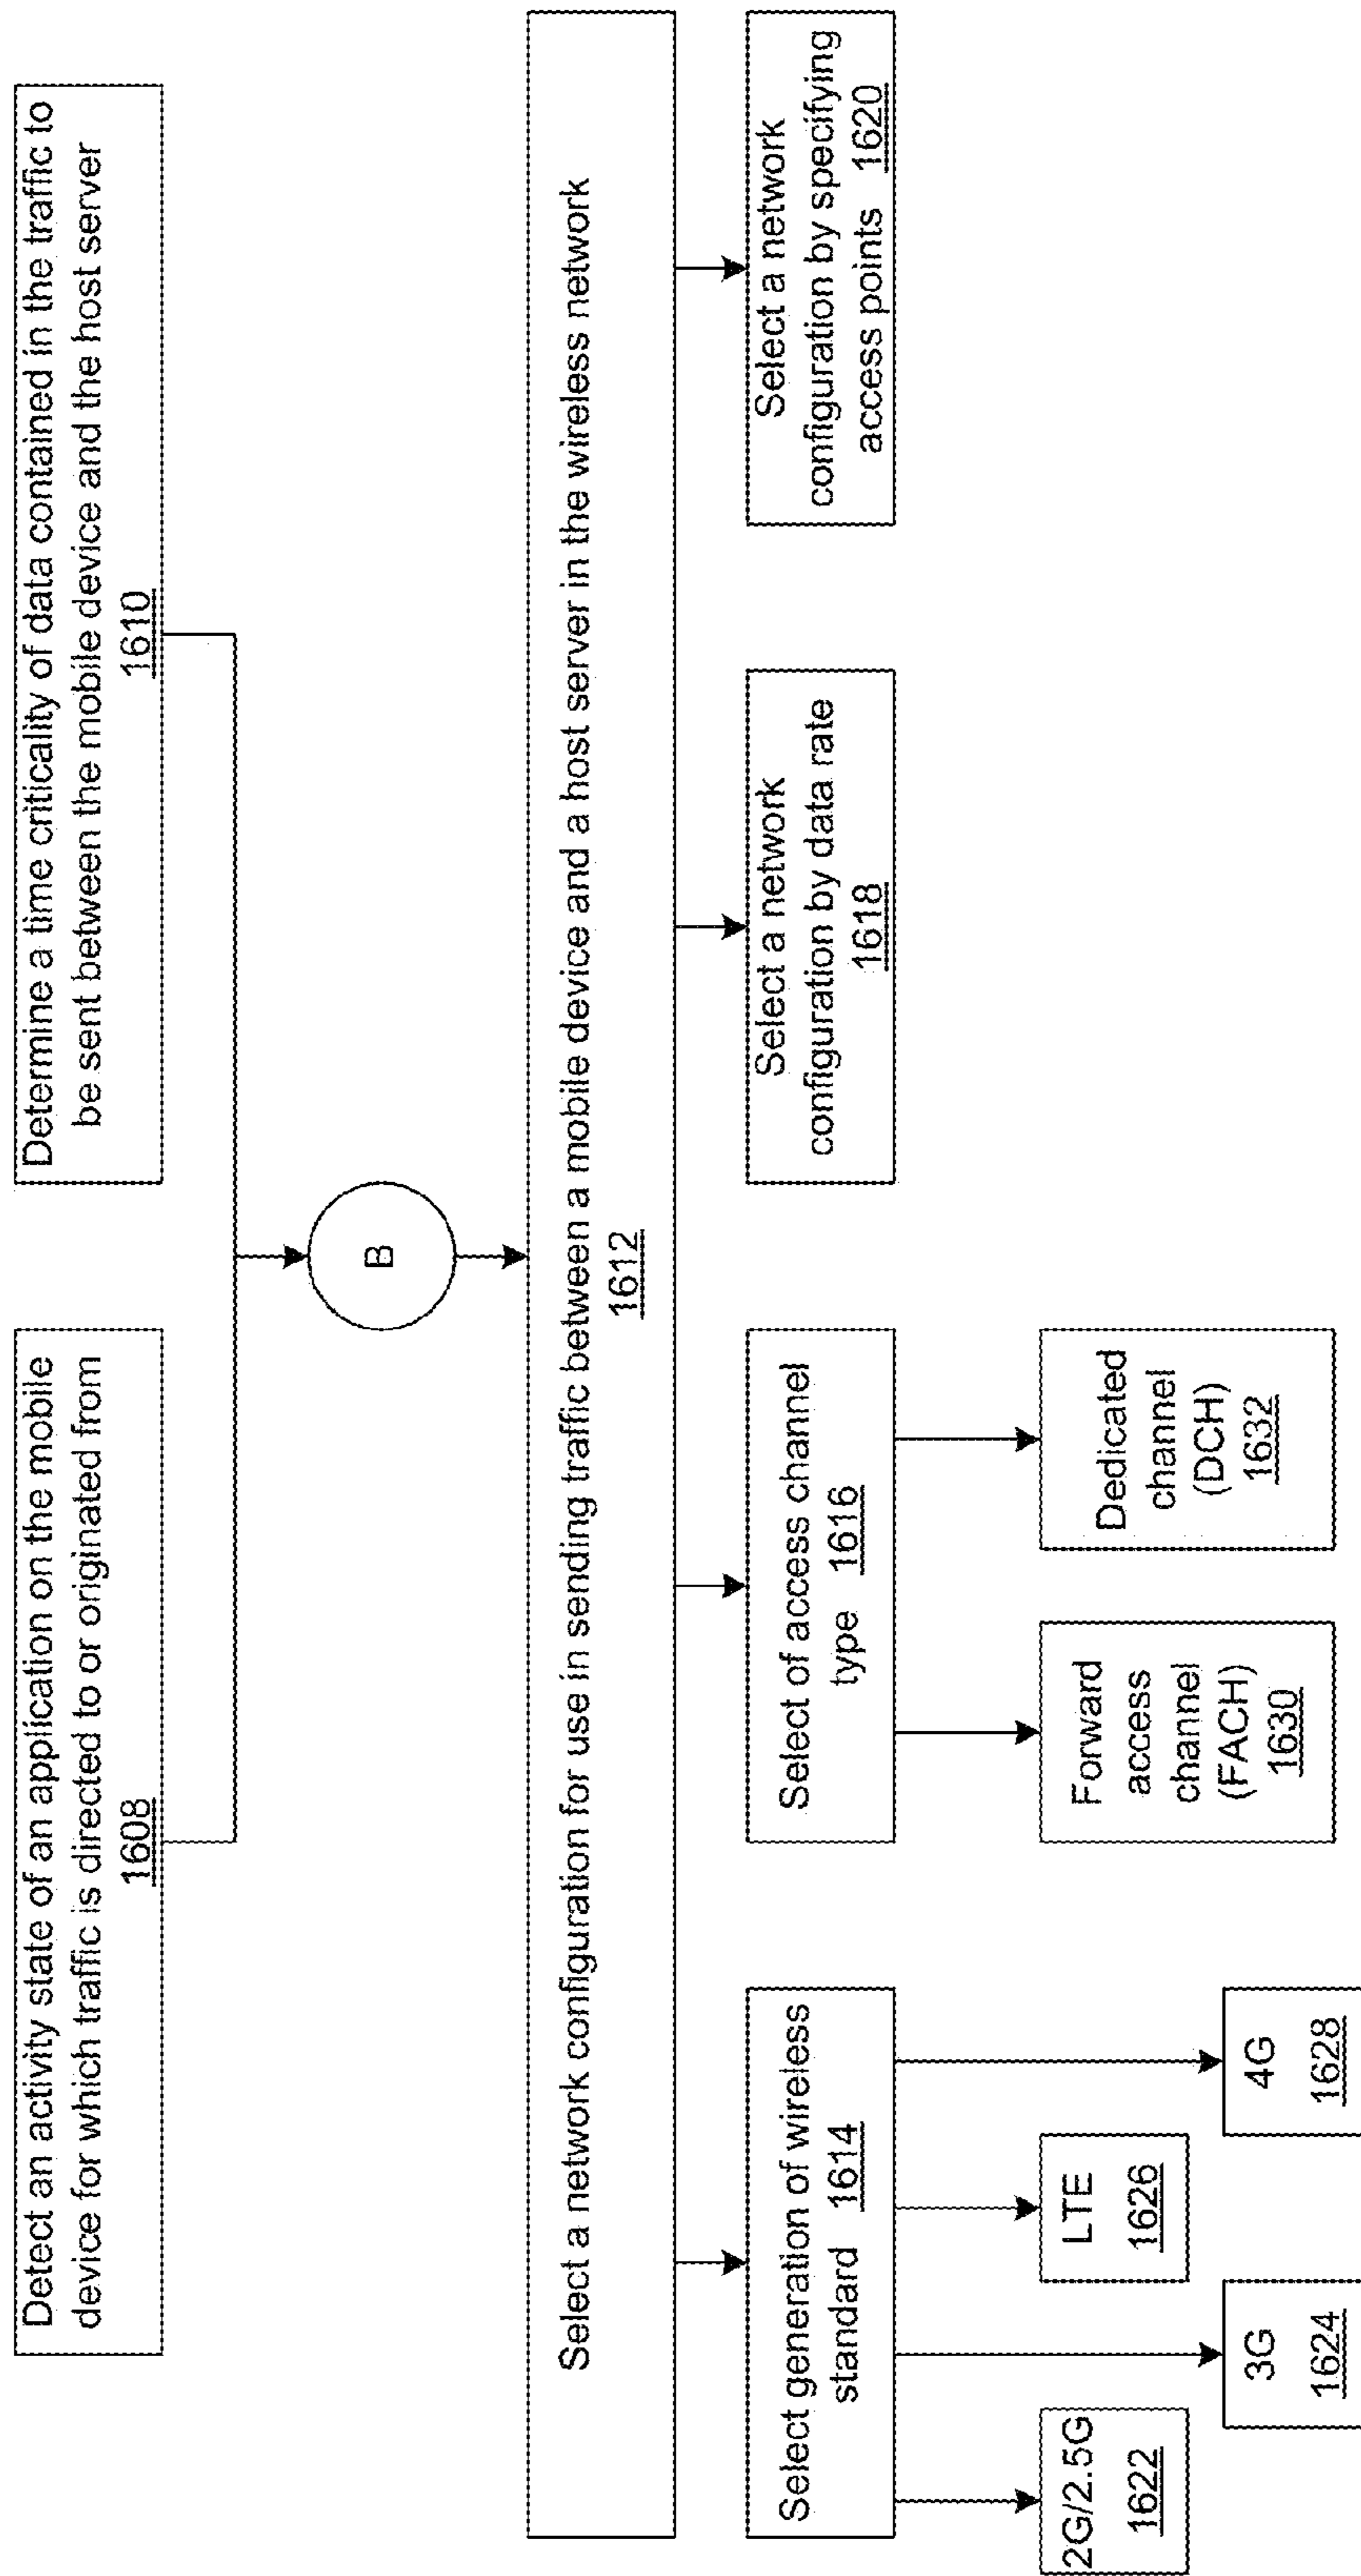 Detect an activity state of an application on the mobile
device for which traffic is directed to or originated from
1608
Determine a time criticality of data contained in the traffic to
be sent between the mobile device and the host server
1610
B
Select a network configuration for use in sending traffic between a mobile device and a host server in the wireless network
1612
Select generation of wireless
standard 1614
Select of access channel
type 1616
Select a network
configuration by data rate
1618
Select a network
configuration by specifying
access points 1620
2G/2.5G
1622
3G
1624
LTE
1626
4G
1628
Forward
access
channel
(FACH)
1630
Dedicated
channel
(DCH)
1632